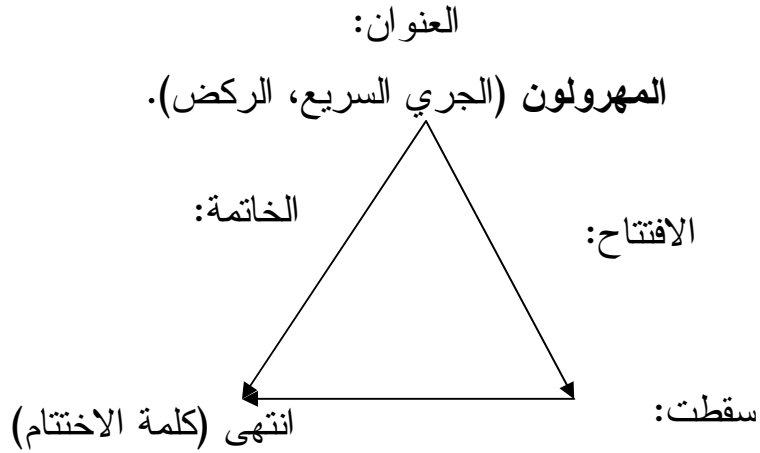 العنوان:
المهرولون (الجري السريع، الركض).
الافتتاح:
الخاتمة:
سقطت:
انتهى (كلمة الاختتام)